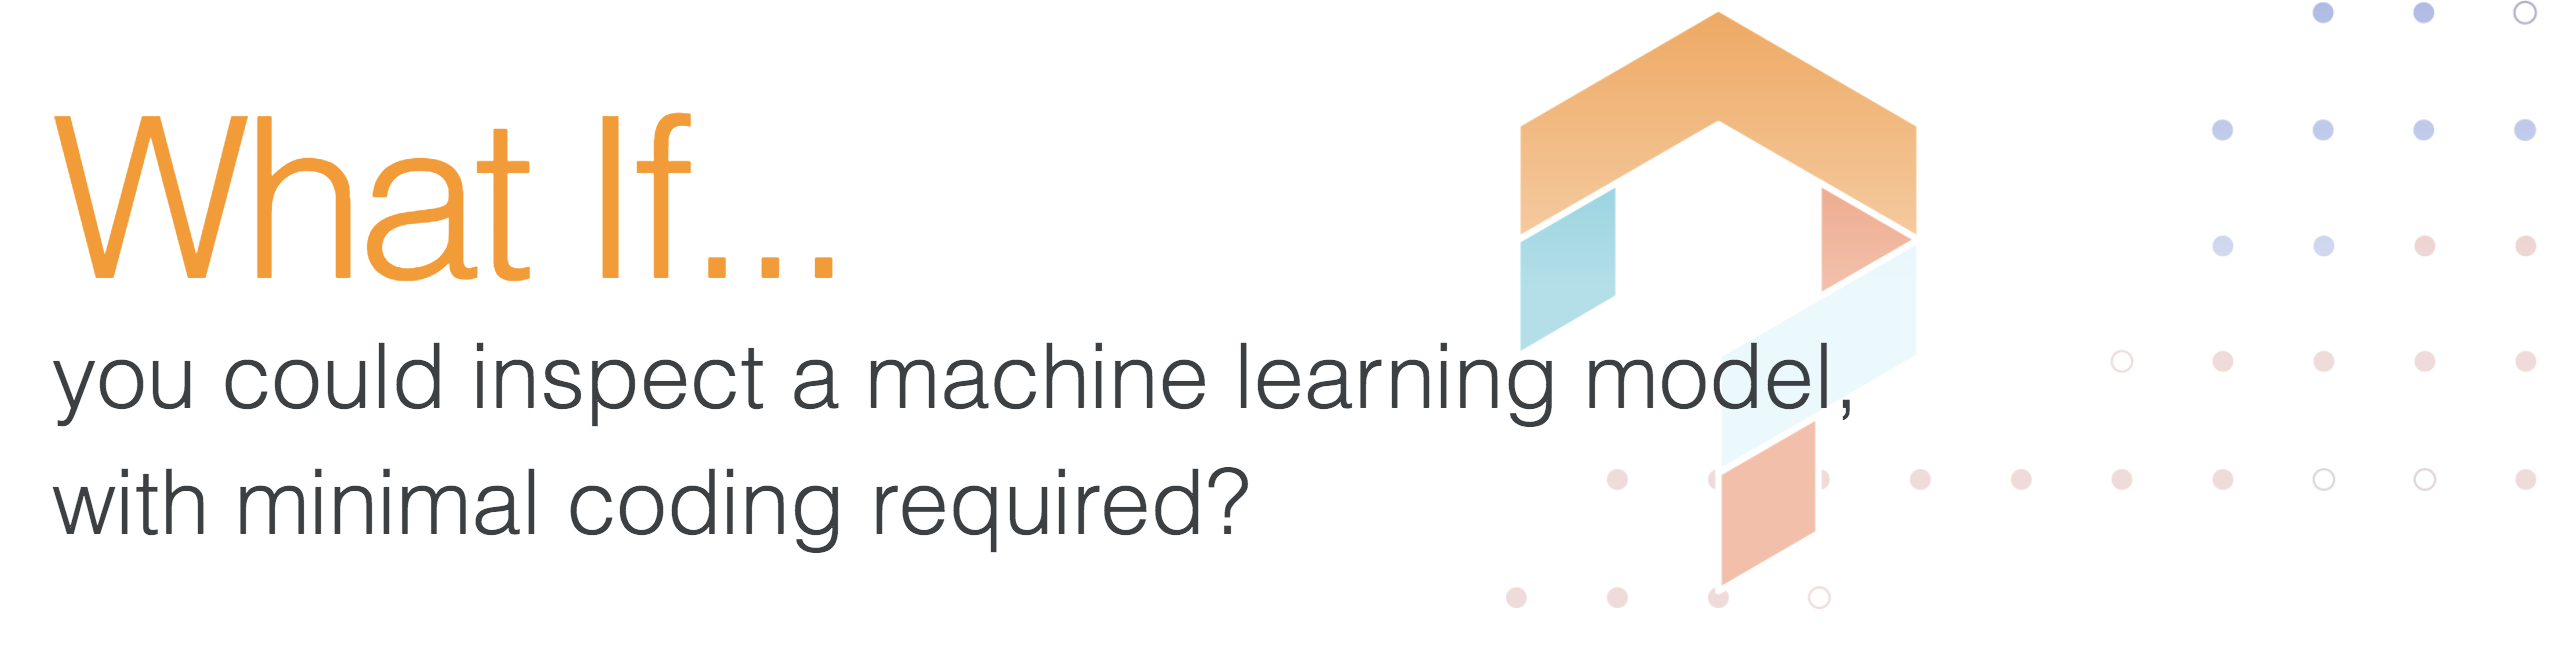 What If...
you could inspect a machine learning model,
with minimal coding required?